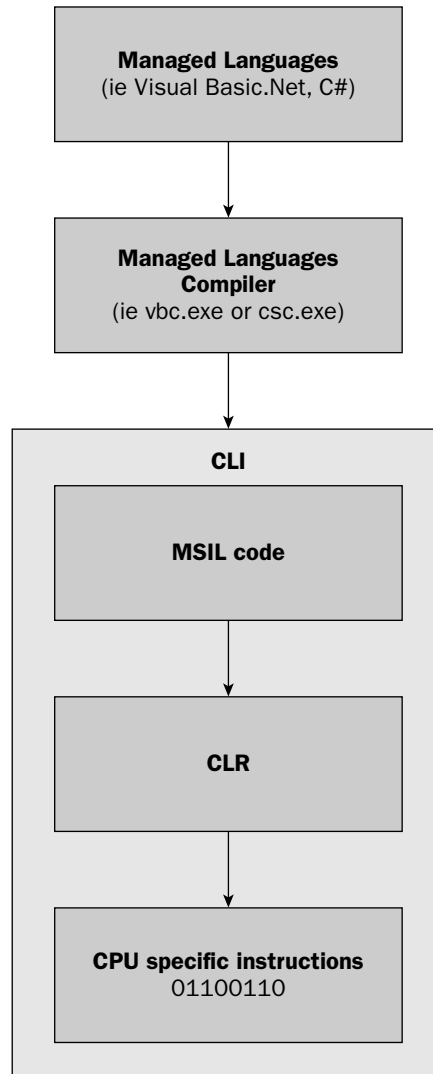 Managed Languages
(ie Visual Basic.Net, C#)
Managed Languages
Compiler
(ie vbc.exe or csc.exe)
CLI
MSIL code
CLR
CPU specific instructions
01100110